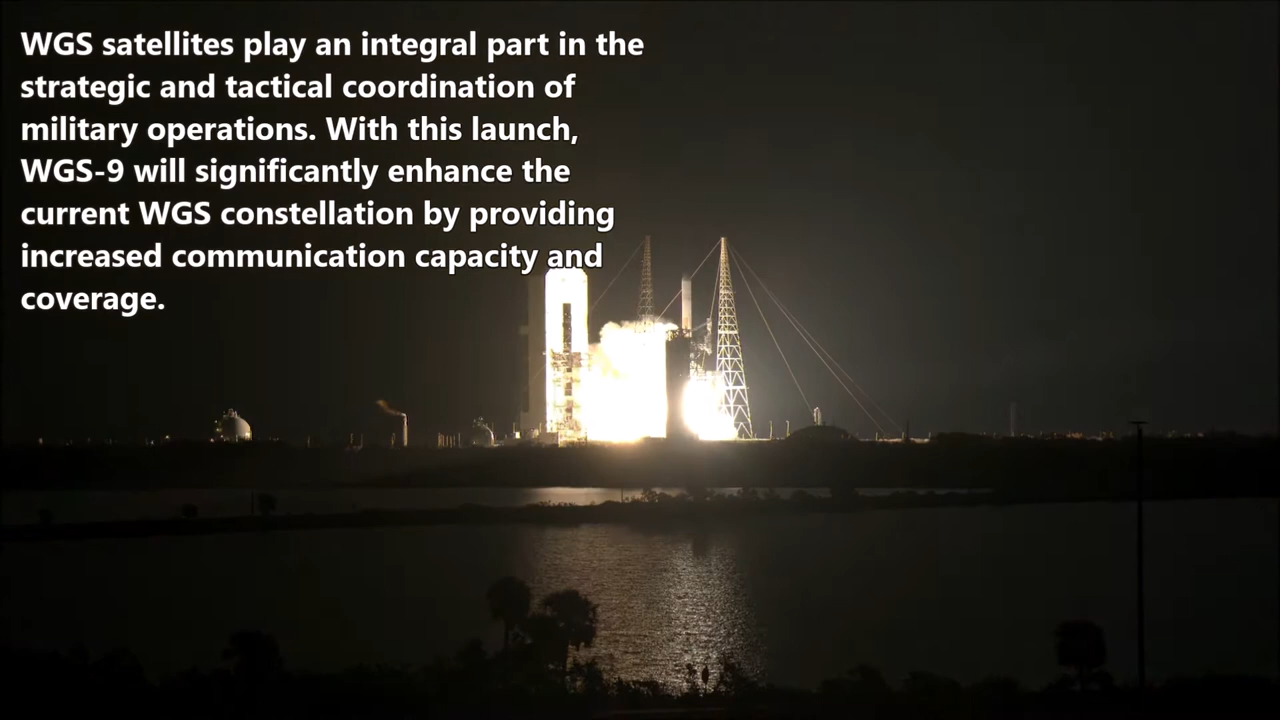 WGS satellites play an integral part in the
strategic and tactical coordination of
military operations. With this launch,
WGS-9 will significantly enhance the
current WGS constellation by providing
increased communication capacity and
coverage.